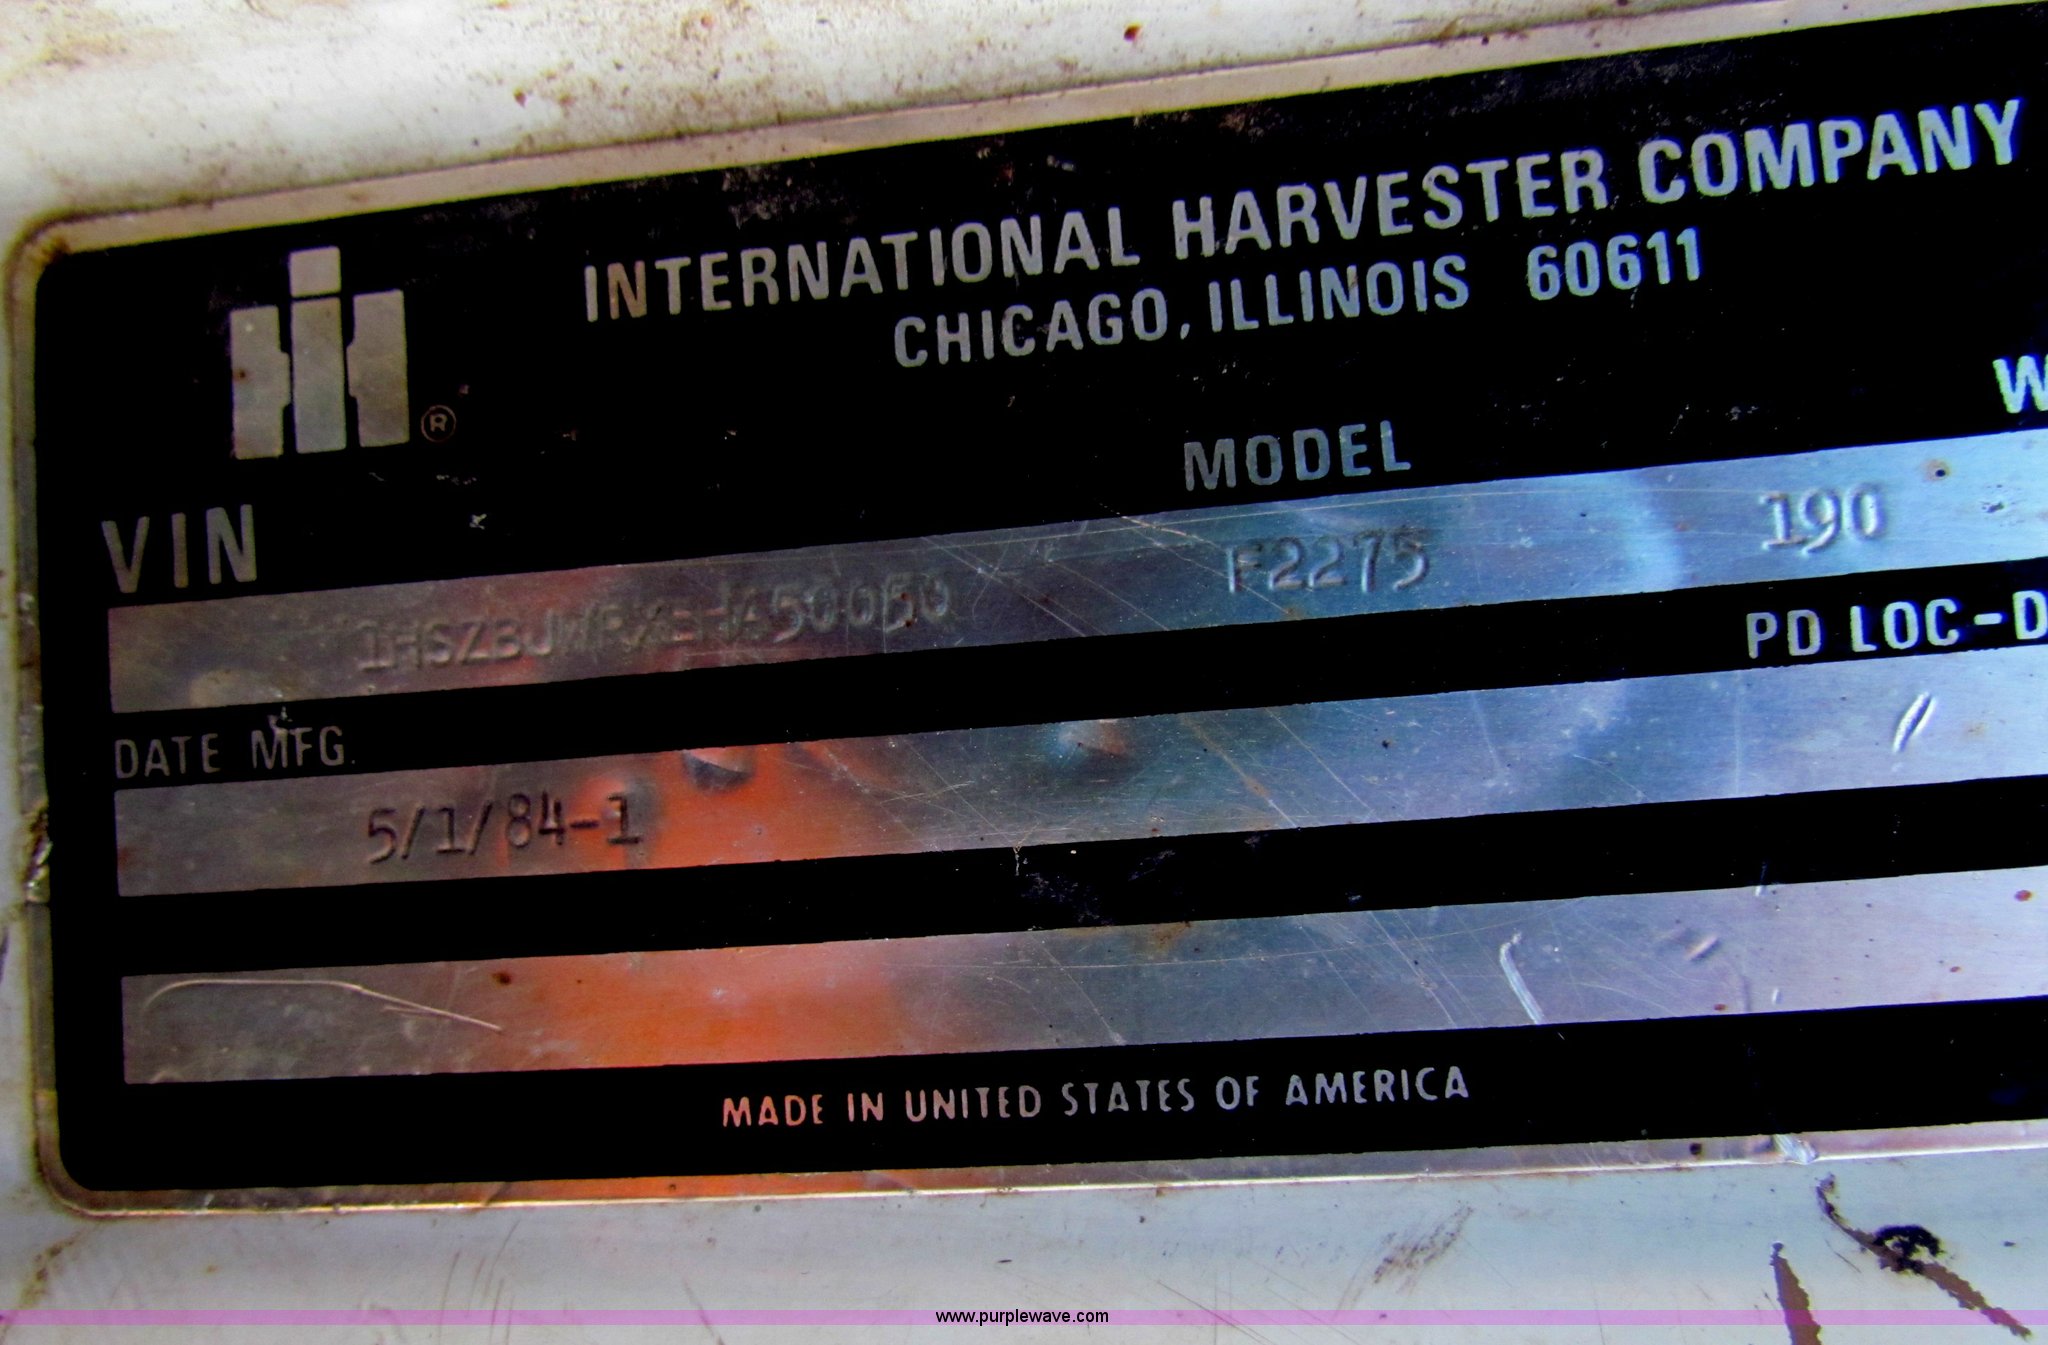 INTERNATIONAL HARVESTER COMPANY
CHICAGO, ILLINOIS 60611
®
VIN MODEL W
F2275 190
DATE MFG. PD LOC-D
5/1/84-1
MADE IN UNITED STATES OF AMERICA
www.purplewave.com